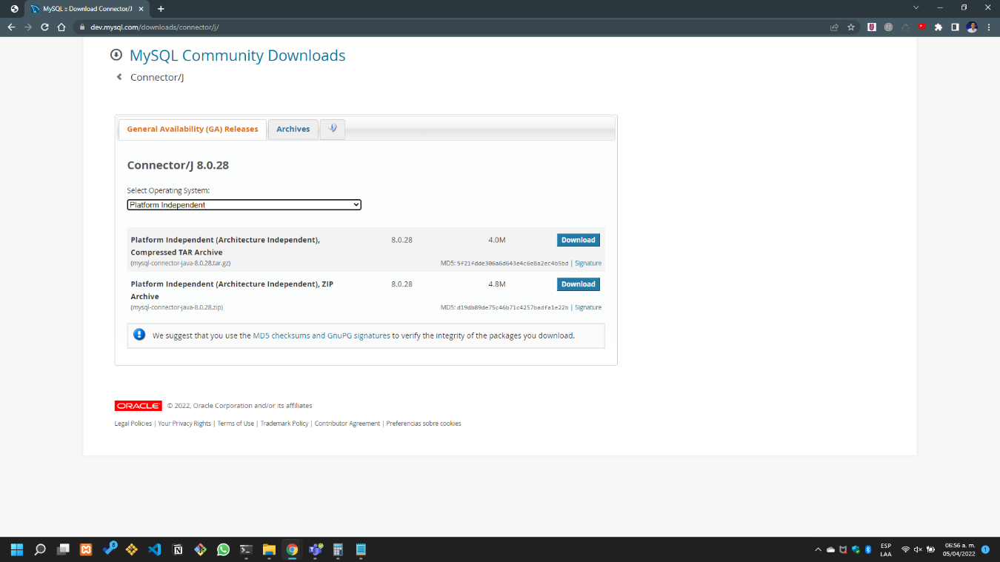 MySQL :: Download Connector/J
dev.mysql.com/downloads/connector/j/
MySQL Community Downloads
Connector/J
General Availability (GA) Releases
Archives
Connector/J 8.0.28
Select Operating System:
Platform Independent
Platform Independent (Architecture Independent), 8.0.28 4.0M Download
Compressed TAR Archive
(mysql-connector-java-8.0.28.tar.gz) MD5: 5f21fdde306a6d643e4c6e8a2ec4b5bd | Signature
Platform Independent (Architecture Independent), ZIP 8.0.28 4.8M Download
Archive
(mysql-connector-java-8.0.28.zip) MD5: d19db89de75c46b71c4257badfa1e22b | Signature
We suggest that you use the MD5 checksums and GnuPG signatures to verify the integrity of the packages you download.
ORACLE © 2022, Oracle Corporation and/or its affiliates
Legal Policies | Your Privacy Rights | Terms of Use | Trademark Policy | Contributor Agreement | Preferencias sobre cookies
8
ESP
LAA
06:56 a. m.
05/04/2022
1